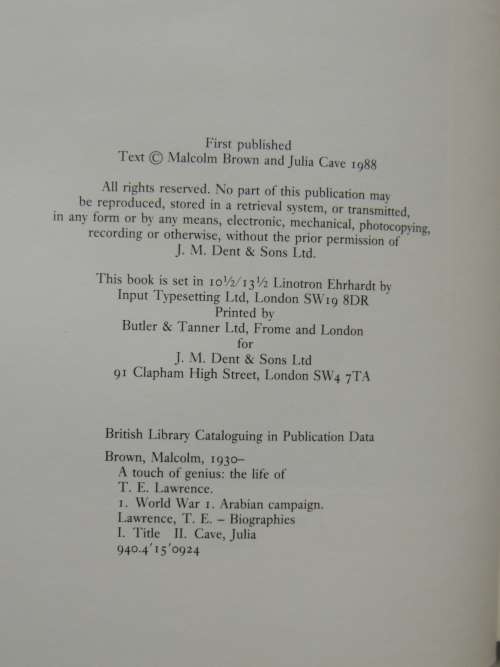 First published
Text © Malcolm Brown and Julia Cave 1988
All rights reserved. No part of this publication may
be reproduced, stored in a retrieval system, or transmitted,
in any form or by any means, electronic, mechanical, photocopying,
recording or otherwise, without the prior permission of
J. M. Dent & Sons Ltd.
This book is set in 10½/13½ Linotron Ehrhardt by
Input Typesetting Ltd, London SW19 8DR
Printed by
Butler & Tanner Ltd, Frome and London
for
J. M. Dent & Sons Ltd
91 Clapham High Street, London SW4 7TA
British Library Cataloguing in Publication Data
Brown, Malcolm, 1930–
A touch of genius: the life of
T. E. Lawrence.
1. World War 1. Arabian campaign.
Lawrence, T. E. – Biographies
I. Title II. Cave, Julia
940.4′15′0924